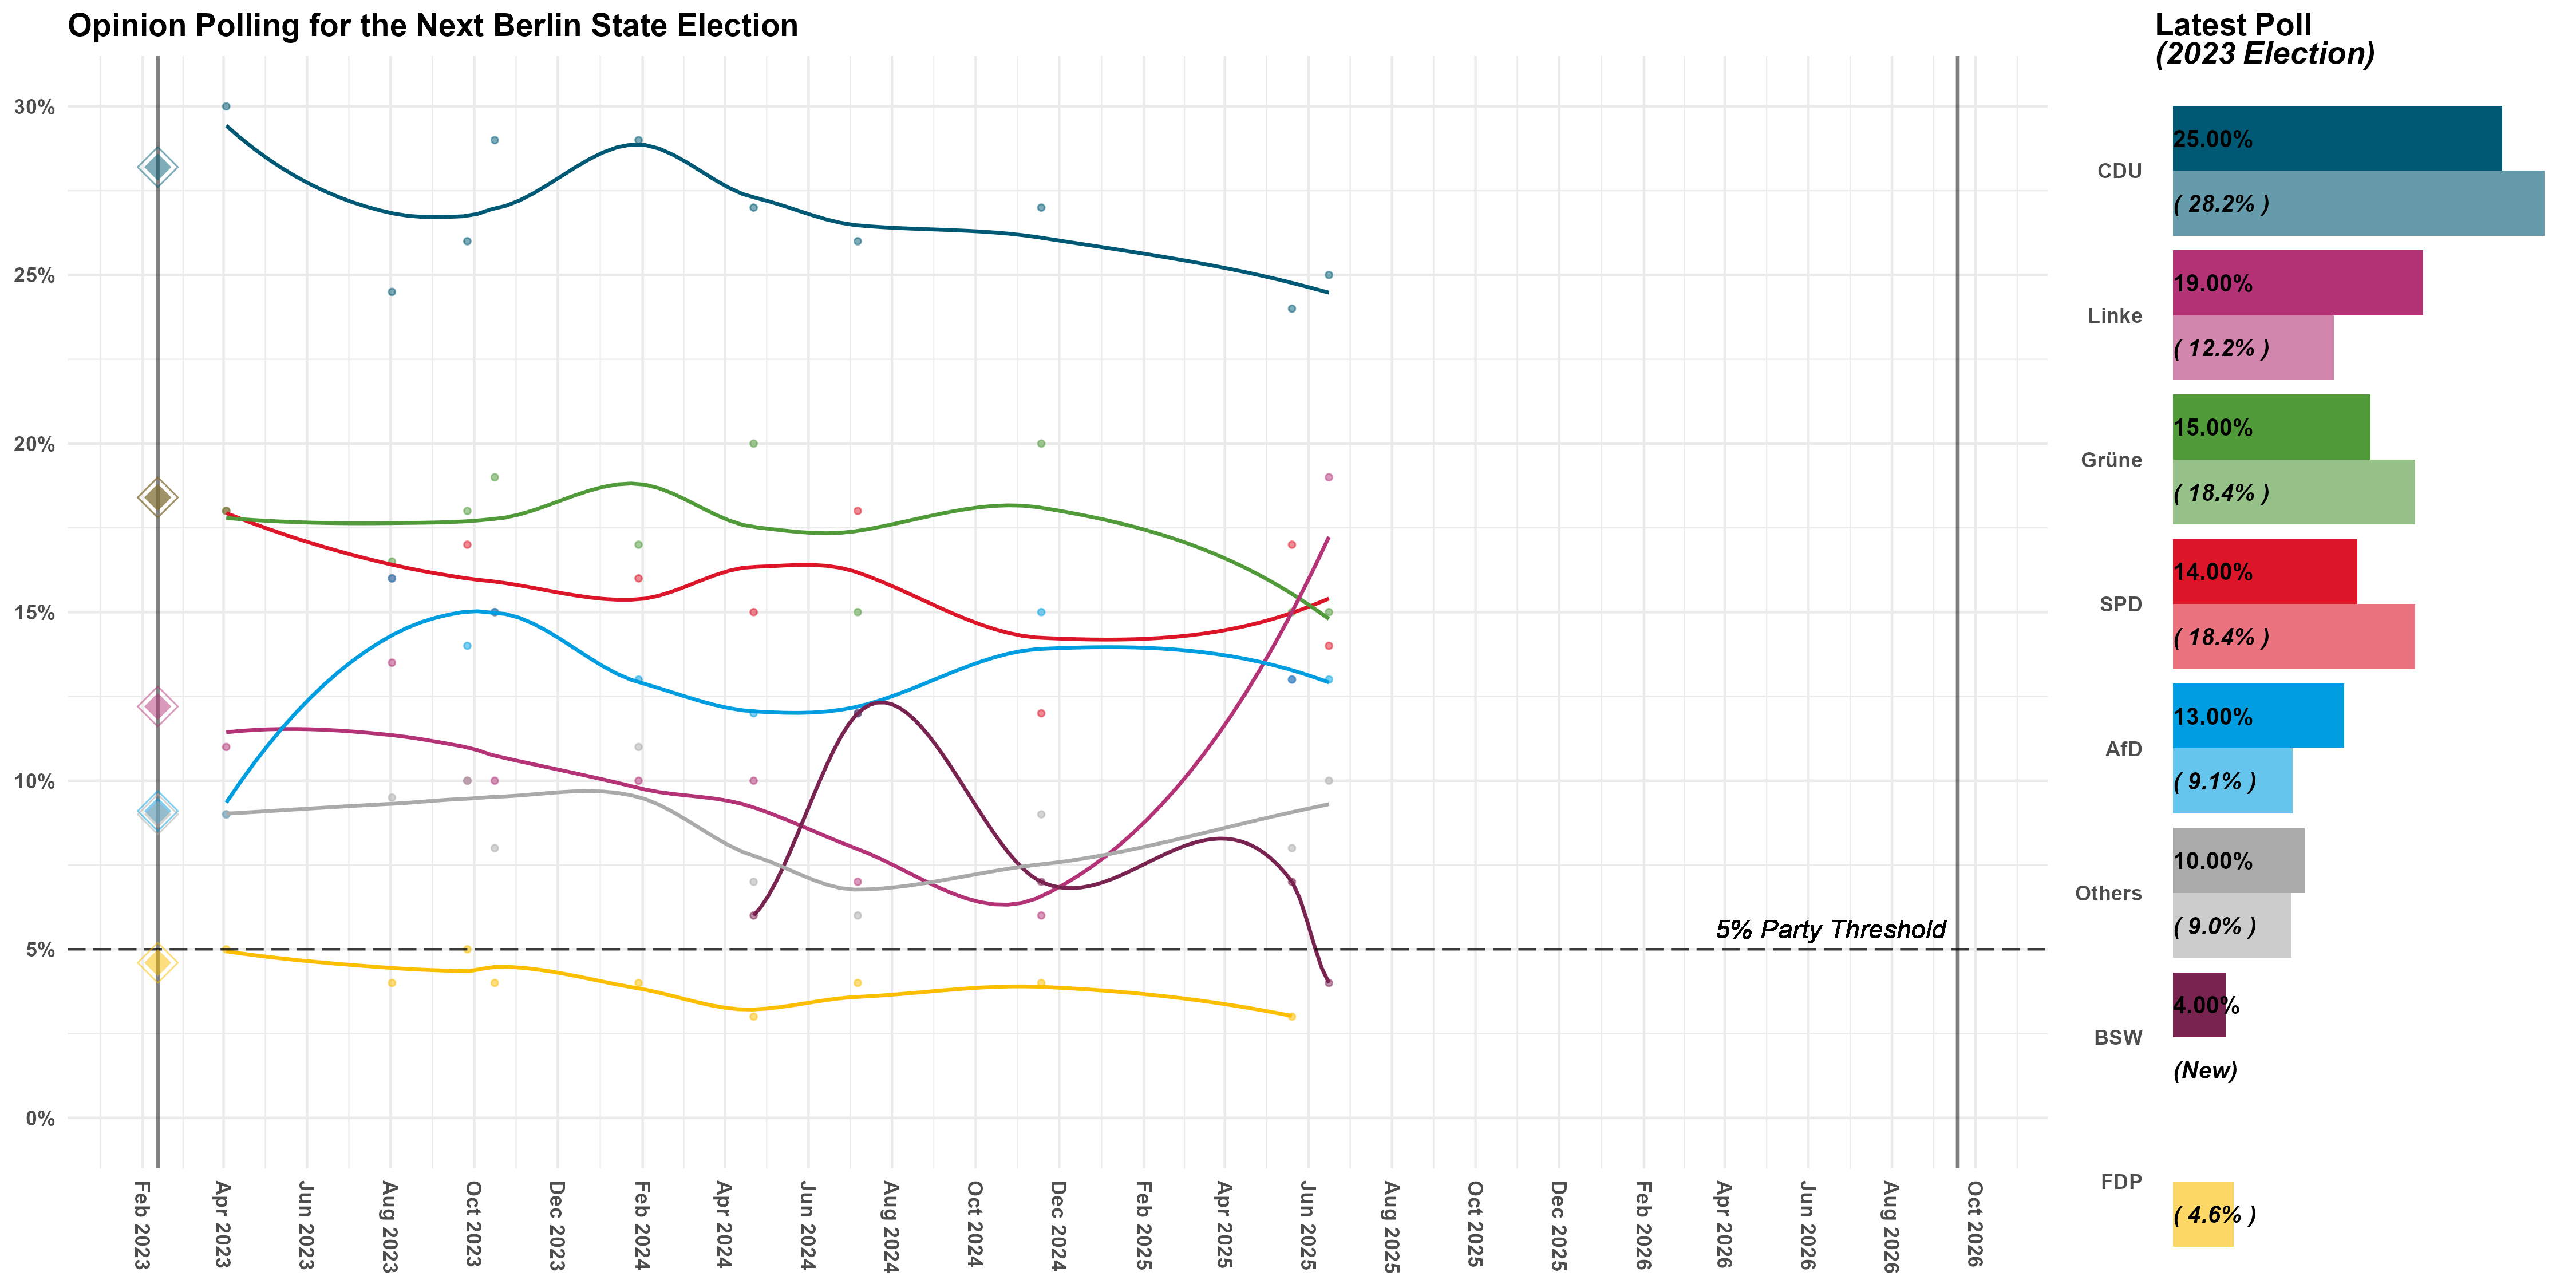 Opinion Polling for the Next Berlin State Election
30%
25%
20%
15%
10%
5%
0%
5% Party Threshold
Feb 2023
Apr 2023
Jun 2023
Aug 2023
Oct 2023
Dec 2023
Feb 2024
Apr 2024
Jun 2024
Aug 2024
Oct 2024
Dec 2024
Feb 2025
Apr 2025
Jun 2025
Aug 2025
Oct 2025
Dec 2025
Feb 2026
Apr 2026
Jun 2026
Aug 2026
Oct 2026
Latest Poll
(2023 Election)
CDU
25.00%
( 28.2% )
Linke
19.00%
( 12.2% )
Grüne
15.00%
( 18.4% )
SPD
14.00%
( 18.4% )
AfD
13.00%
( 9.1% )
Others
10.00%
( 9.0% )
BSW
4.00%
(New)
FDP
( 4.6% )